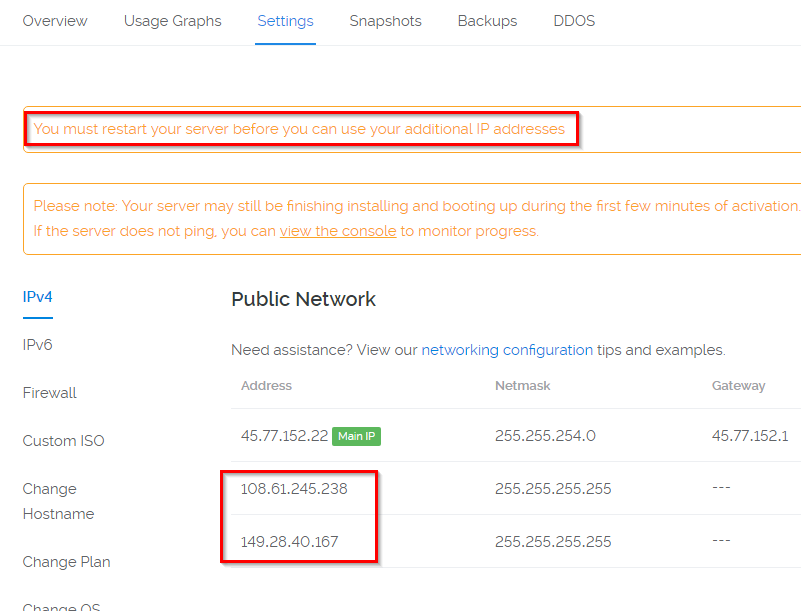 Overview Usage Graphs Settings Snapshots Backups DDOS
You must restart your server before you can use your additional IP addresses
Please note: Your server may still be finishing installing and booting up during the first few minutes of activation.
If the server does not ping, you can view the console to monitor progress.
IPv4
IPv6
Firewall
Custom ISO
Change
Hostname
Change Plan
Change OS
Public Network
Need assistance? View our networking configuration tips and examples.
Address Netmask Gateway
45.77.152.22 Main IP 255.255.254.0 45.77.152.1
108.61.245.238 255.255.255.255 ---
149.28.40.167 255.255.255.255 ---